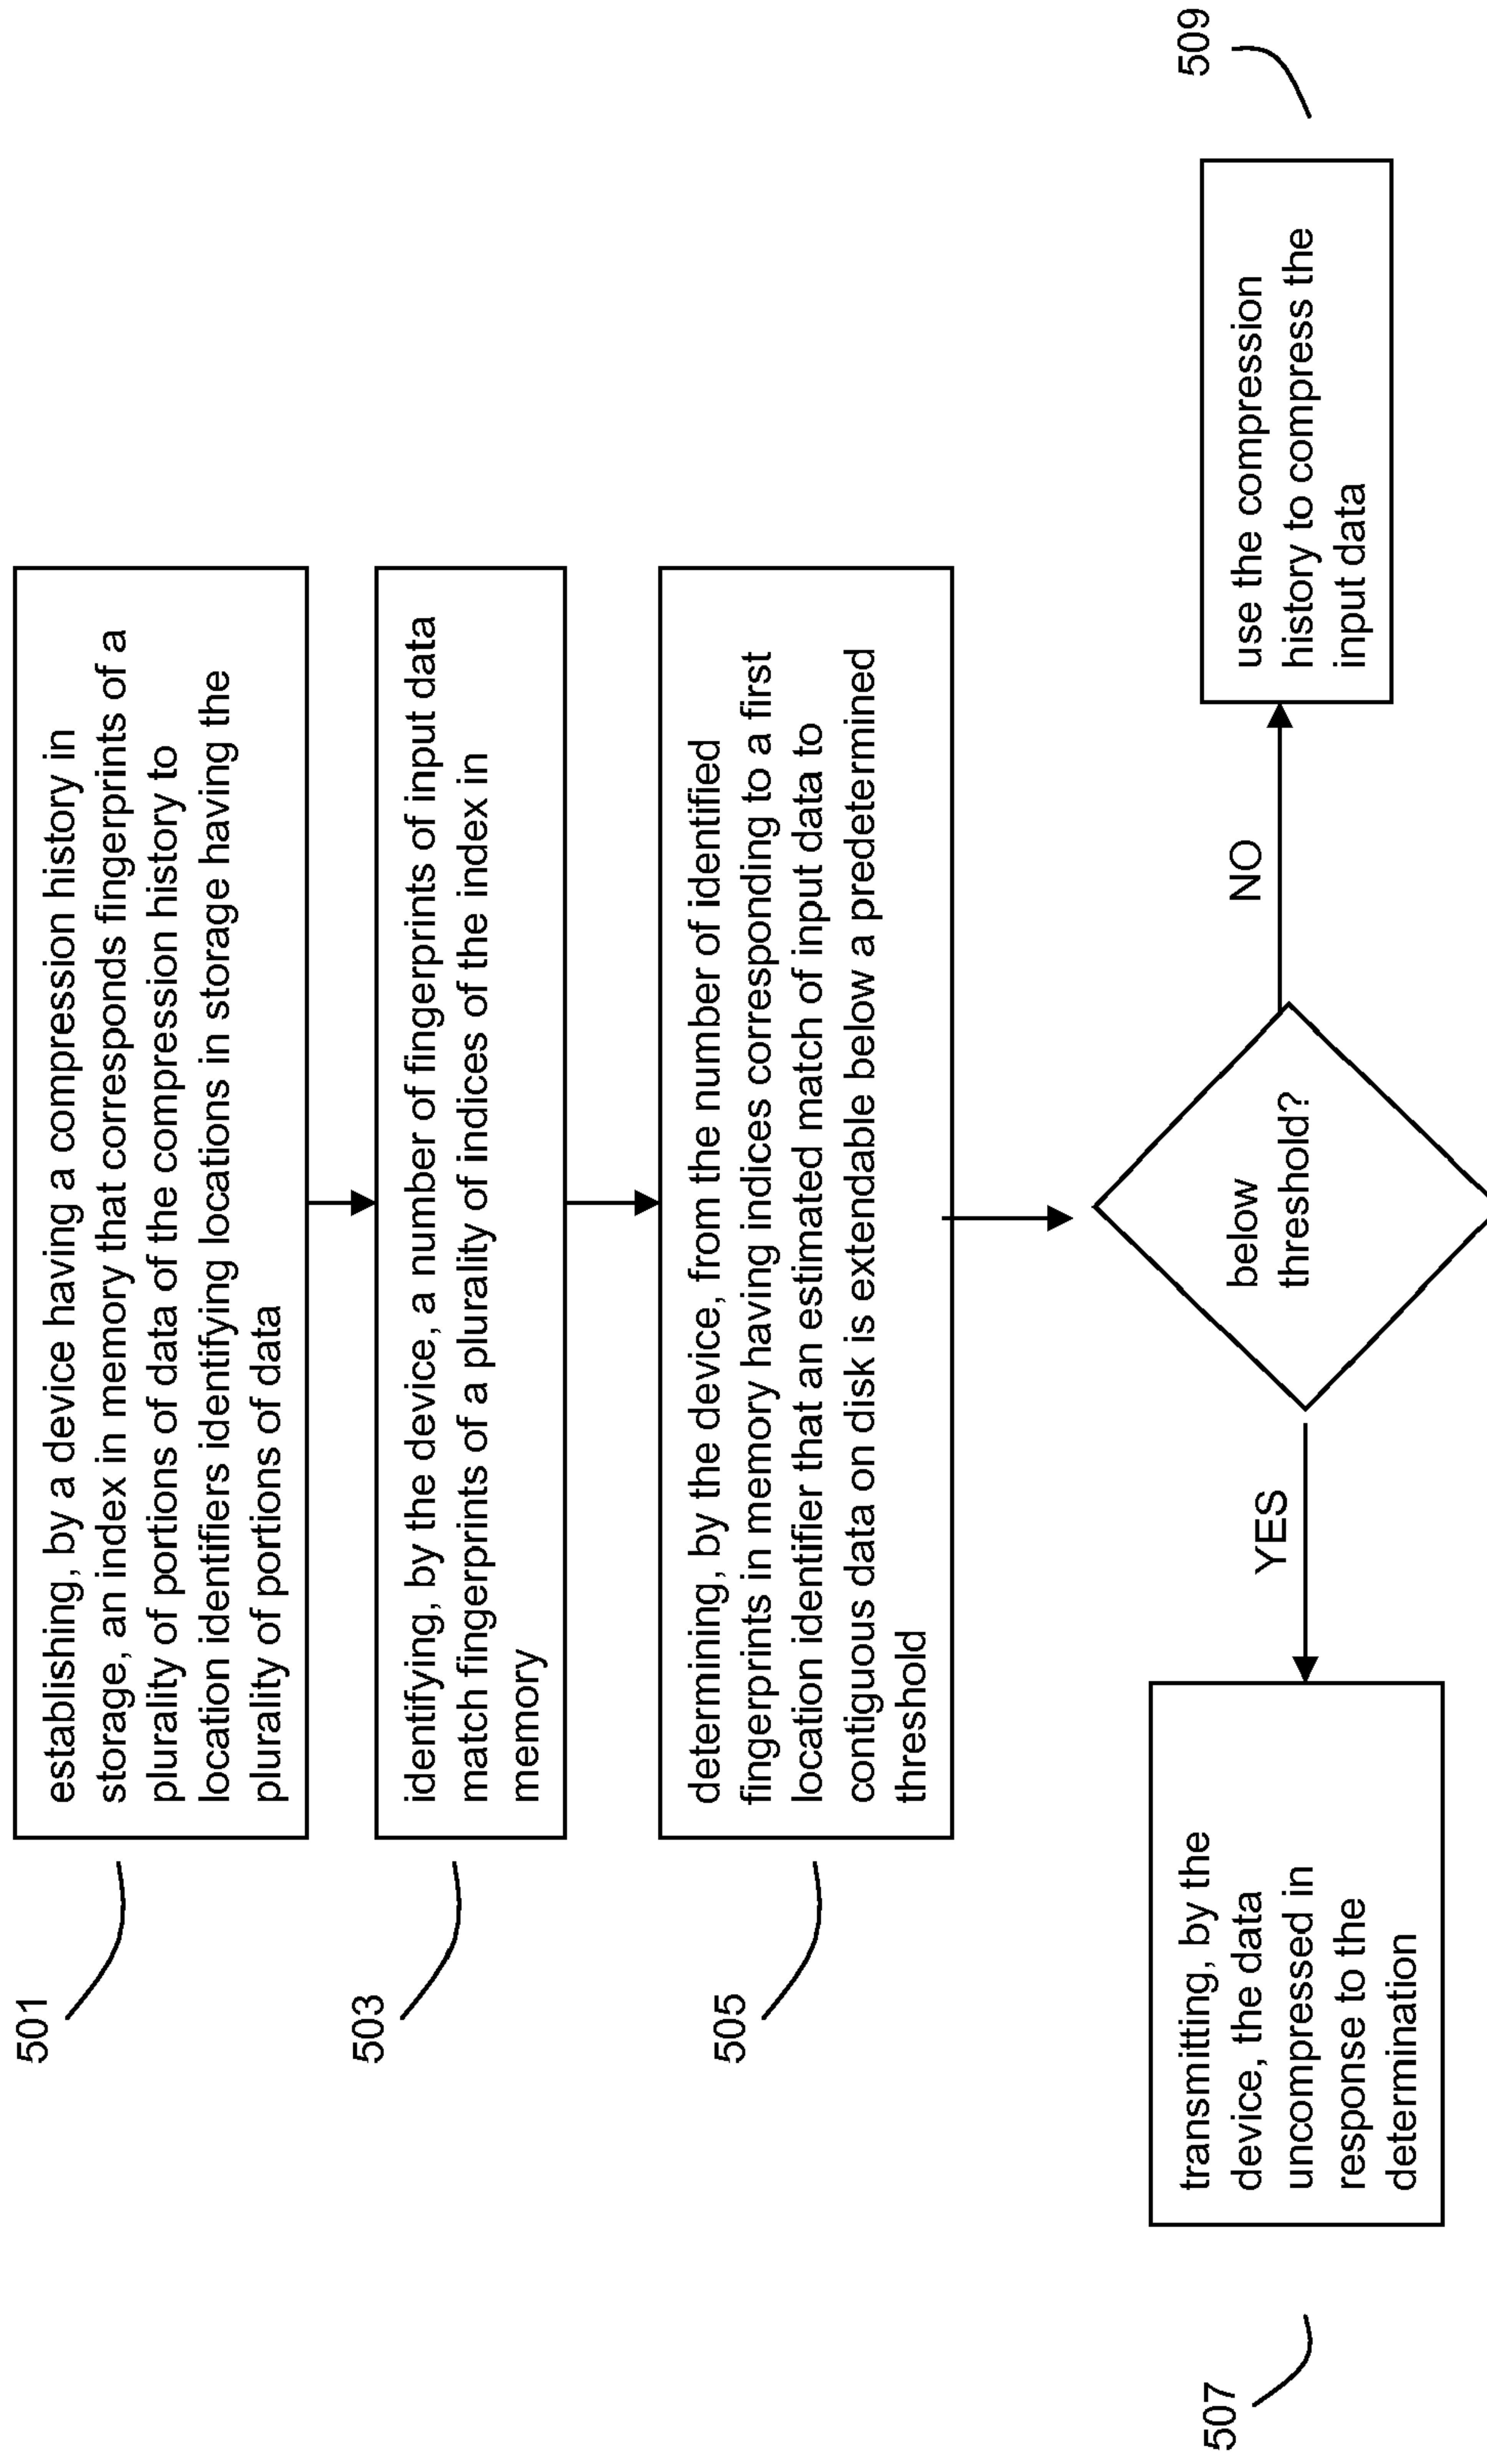 501
establishing, by a device having a compression history in
storage, an index in memory that corresponds fingerprints of a
plurality of portions of data of the compression history to
location identifiers identifying locations in storage having the
plurality of portions of data
503
identifying, by the device, a number of fingerprints of input data
match fingerprints of a plurality of indices of the index in
memory
505
determining, by the device, from the number of identified
fingerprints in memory having indices corresponding to a first
location identifier that an estimated match of input data to
contiguous data on disk is extendable below a predetermined
threshold
below
threshold?
YES
NO
507
transmitting, by the
device, the data
uncompressed in
response to the
determination
509
use the compression
history to compress the
input data